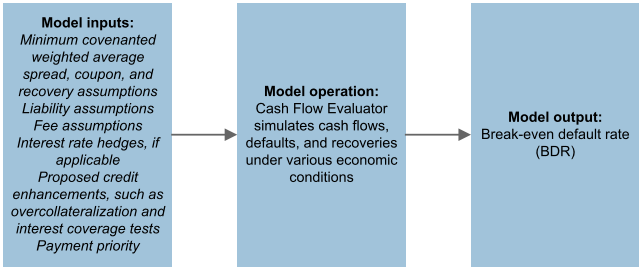 Model inputs:
Minimum covenanted
weighted average
spread, coupon, and
recovery assumptions
Liability assumptions
Fee assumptions
Interest rate hedges, if
applicable
Proposed credit
enhancements, such as
overcollateralization and
interest coverage tests
Payment priority
Model operation:
Cash Flow Evaluator
simulates cash flows,
defaults, and recoveries
under various economic
conditions
Model output:
Break-even default rate
(BDR)